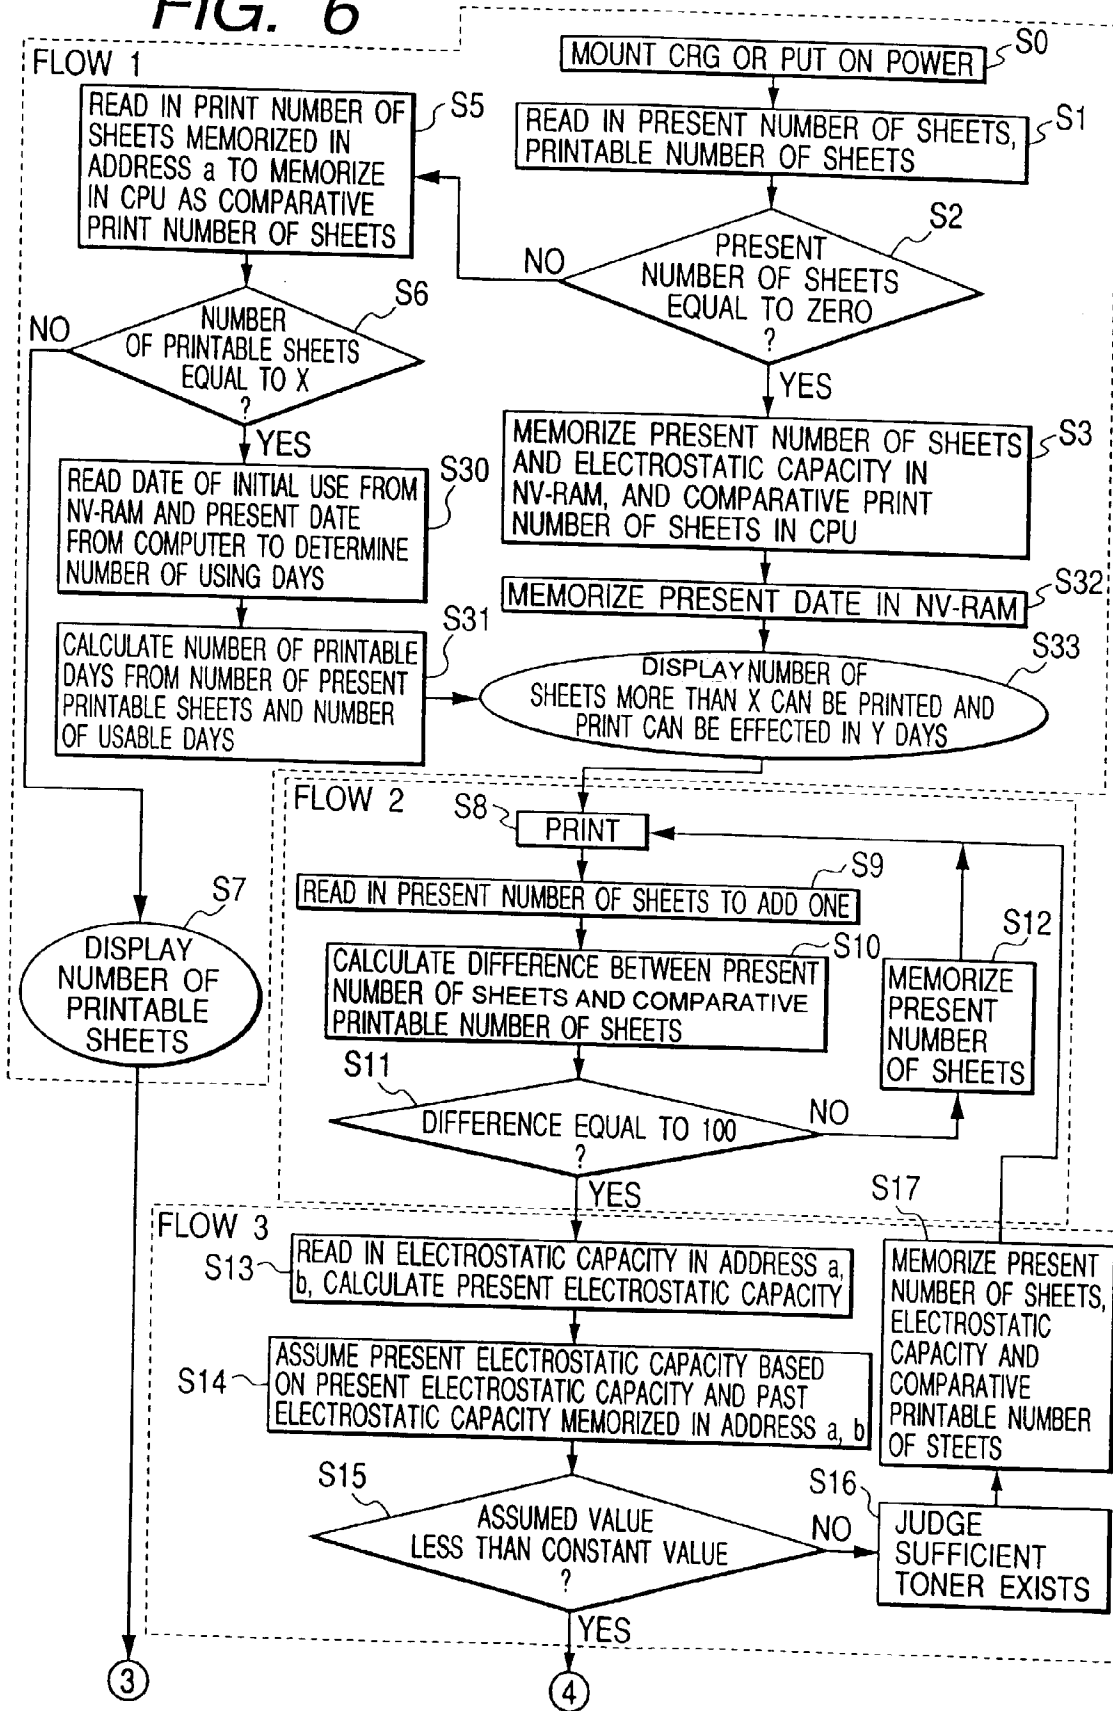 FIG. 6
FLOW 1
MOUNT CRG OR PUT ON POWER
S0
READ IN PRESENT NUMBER OF SHEETS,
PRINTABLE NUMBER OF SHEETS
S1
PRESENT
NUMBER OF SHEETS
EQUAL TO ZERO
?
S2
NO
YES
READ IN PRINT NUMBER OF
SHEETS MEMORIZED IN
ADDRESS a TO MEMORIZE
IN CPU AS COMPARATIVE
PRINT NUMBER OF SHEETS
S5
NUMBER
OF PRINTABLE SHEETS
EQUAL TO X
?
S6
NO
YES
READ DATE OF INITIAL USE FROM
NV-RAM AND PRESENT DATE
FROM COMPUTER TO DETERMINE
NUMBER OF USING DAYS
S30
CALCULATE NUMBER OF PRINTABLE
DAYS FROM NUMBER OF PRESENT
PRINTABLE SHEETS AND NUMBER
OF USABLE DAYS
S31
MEMORIZE PRESENT NUMBER OF SHEETS
AND ELECTROSTATIC CAPACITY IN
NV-RAM, AND COMPARATIVE PRINT
NUMBER OF SHEETS IN CPU
S3
MEMORIZE PRESENT DATE IN NV-RAM
S32
DISPLAY NUMBER OF
SHEETS MORE THAN X CAN BE PRINTED AND
PRINT CAN BE EFFECTED IN Y DAYS
S33
S7
DISPLAY
NUMBER OF
PRINTABLE
SHEETS
FLOW 2
S8
PRINT
S9
READ IN PRESENT NUMBER OF SHEETS TO ADD ONE
S10
CALCULATE DIFFERENCE BETWEEN PRESENT
NUMBER OF SHEETS AND COMPARATIVE
PRINTABLE NUMBER OF SHEETS
S11
DIFFERENCE EQUAL TO 100
?
NO
YES
S12
MEMORIZE
PRESENT
NUMBER
OF SHEETS
FLOW 3
S13
READ IN ELECTROSTATIC CAPACITY IN ADDRESS a,
b, CALCULATE PRESENT ELECTROSTATIC CAPACITY
S14
ASSUME PRESENT ELECTROSTATIC CAPACITY BASED
ON PRESENT ELECTROSTATIC CAPACITY AND PAST
ELECTROSTATIC CAPACITY MEMORIZED IN ADDRESS a, b
S15
ASSUMED VALUE
LESS THAN CONSTANT VALUE
?
NO
YES
S16
JUDGE
SUFFICIENT
TONER EXISTS
S17
MEMORIZE PRESENT
NUMBER OF SHEETS,
ELECTROSTATIC
CAPACITY AND
COMPARATIVE
PRINTABLE NUMBER
OF STEETS
3
4